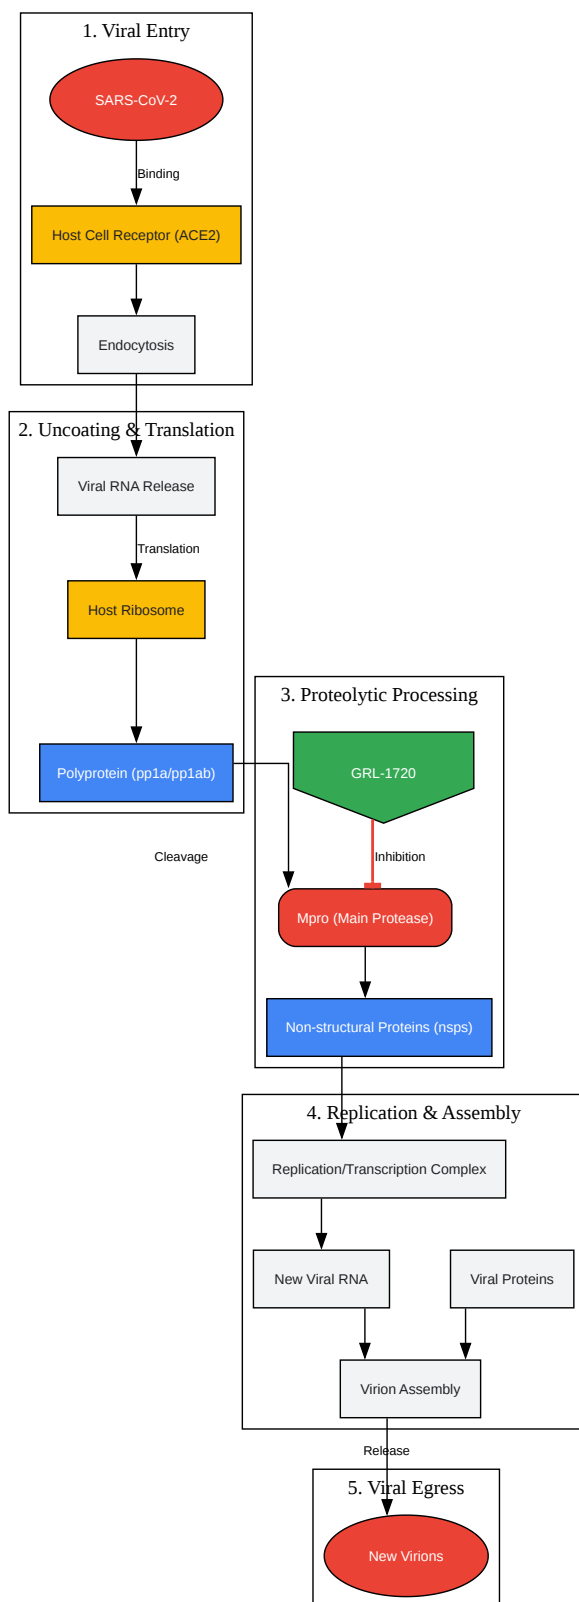 1. Viral Entry
SARS-CoV-2
Binding
Host Cell Receptor (ACE2)
Endocytosis
2. Uncoating & Translation
Viral RNA Release
Translation
Host Ribosome
Polyprotein (pp1a/pp1ab)
3. Proteolytic Processing
GRL-1720
Cleavage
Inhibition
Mpro (Main Protease)
Non-structural Proteins (nsps)
4. Replication & Assembly
Replication/Transcription Complex
New Viral RNA
Viral Proteins
Virion Assembly
Release
5. Viral Egress
New Virions